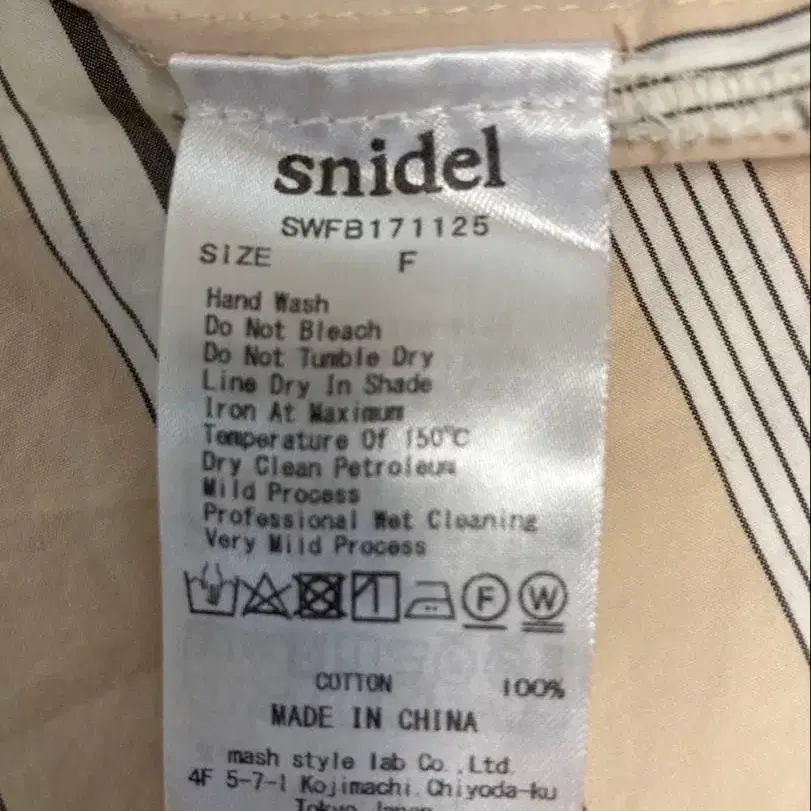 snidel
SWFB171125
SIZE F
Hand Wash
Do Not Bleach
Do Not Tumble Dry
Line Dry In Shade
Iron At Maximum
Temperature Of 150℃
Dry Clean Petroleum
Mild Process
Professional Wet Cleaning
Very Mild Process
F W
COTTON 100%
MADE IN CHINA
mash style lab Co.,Ltd.
4F 5-7-1 Kojimachi.Chiyoda-ku
Tokyo Japan